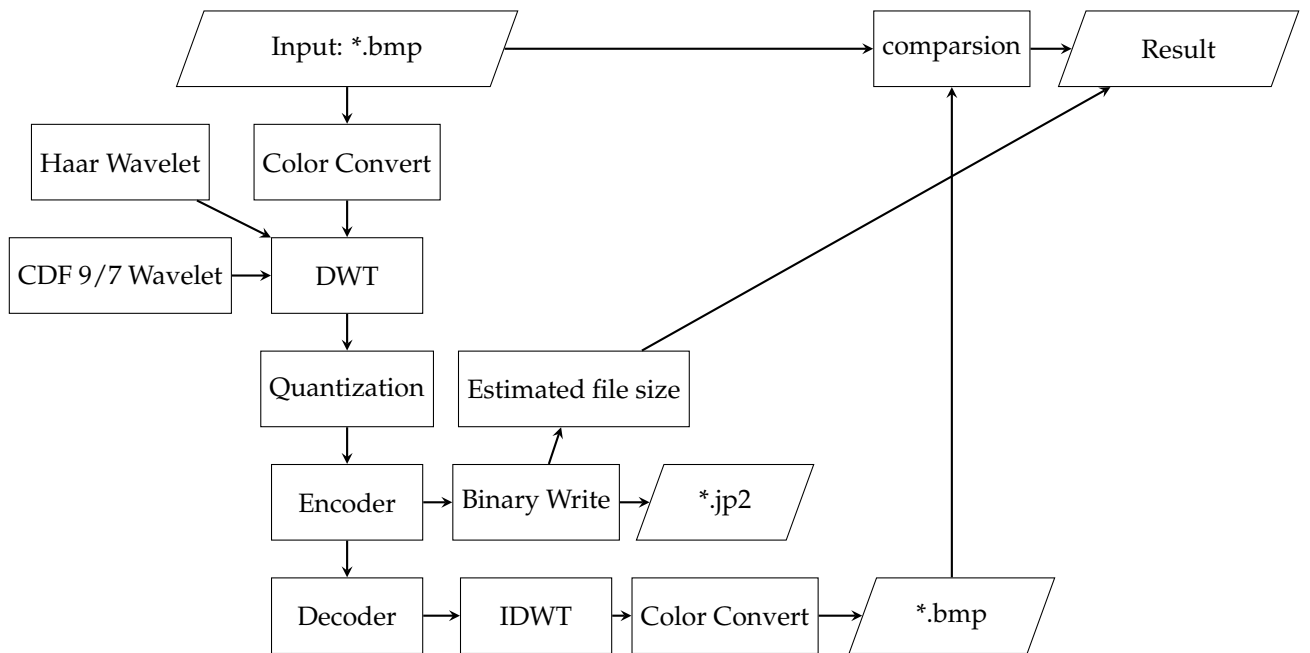 Input: *.bmp
comparsion
Result
Haar Wavelet
Color Convert
CDF 9/7 Wavelet
DWT
Quantization
Estimated file size
Encoder
Binary Write
*.jp2
Decoder
IDWT
Color Convert
*.bmp